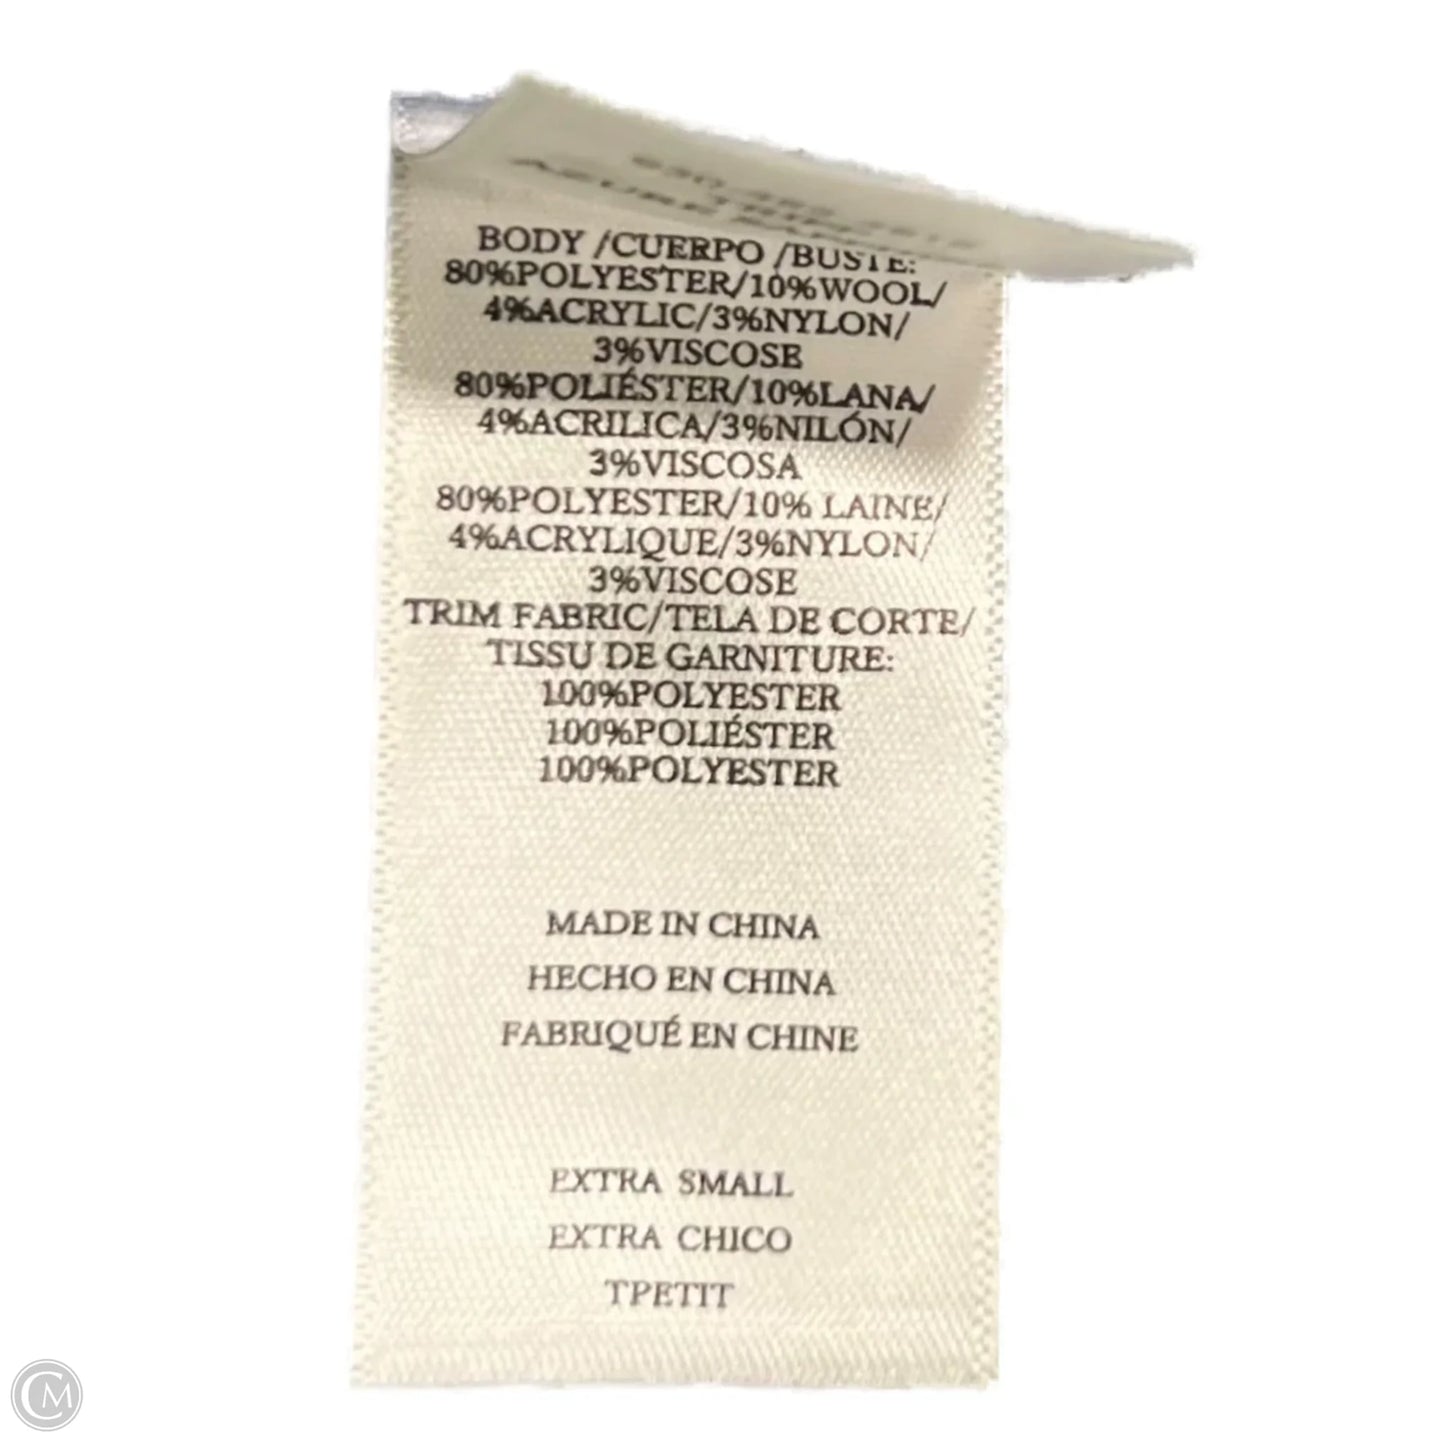 BODY /CUERPO /BUSTE:
80%POLYESTER/10%WOOL/
4%ACRYLIC/3%NYLON/
3%VISCOSE
80%POLIÉSTER/10%LANA/
4%ACRILICA/3%NILÓN/
3%VISCOSA
80%POLYESTER/10% LAINE/
4%ACRYLIQUE/3%NYLON/
3%VISCOSE
TRIM FABRIC/TELA DE CORTE/
TISSU DE GARNITURE:
100%POLYESTER
100%POLIÉSTER
100%POLYESTER
MADE IN CHINA
HECHO EN CHINA
FABRIQUÉ EN CHINE
EXTRA SMALL
EXTRA CHICO
TPETIT
CM